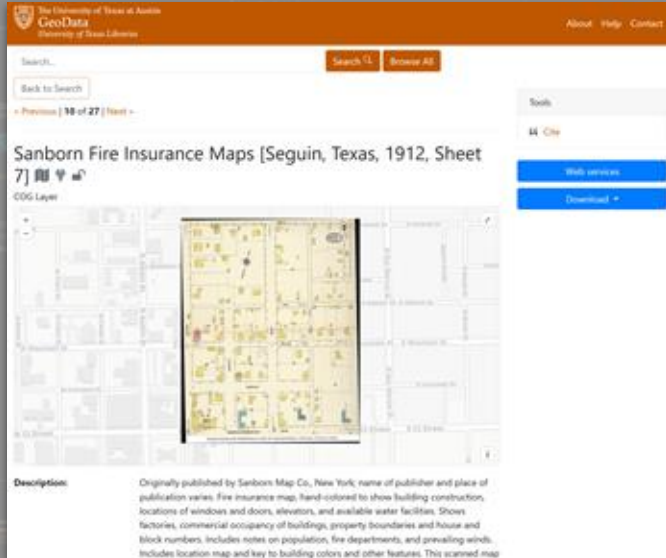 The University of Texas at Austin
GeoData
University of Texas Libraries
About Help Contact
Search...
Search
Browse All
Back to Search
« Previous | 18 of 27 | Next »
Tools
Cite
Web services
Download
Sanborn Fire Insurance Maps [Seguin, Texas, 1912, Sheet
7]
COG Layer
Description:
Originally published by Sanborn Map Co., New York; name of publisher and place of
publication varies. Fire insurance map, hand-colored to show building construction,
locations of windows and doors, elevators, and available water facilities. Shows
factories, commercial occupancy of buildings, property boundaries and house and
block numbers. Includes notes on population, fire departments, and prevailing winds.
Includes location map and key to building colors and other features. This scanned map